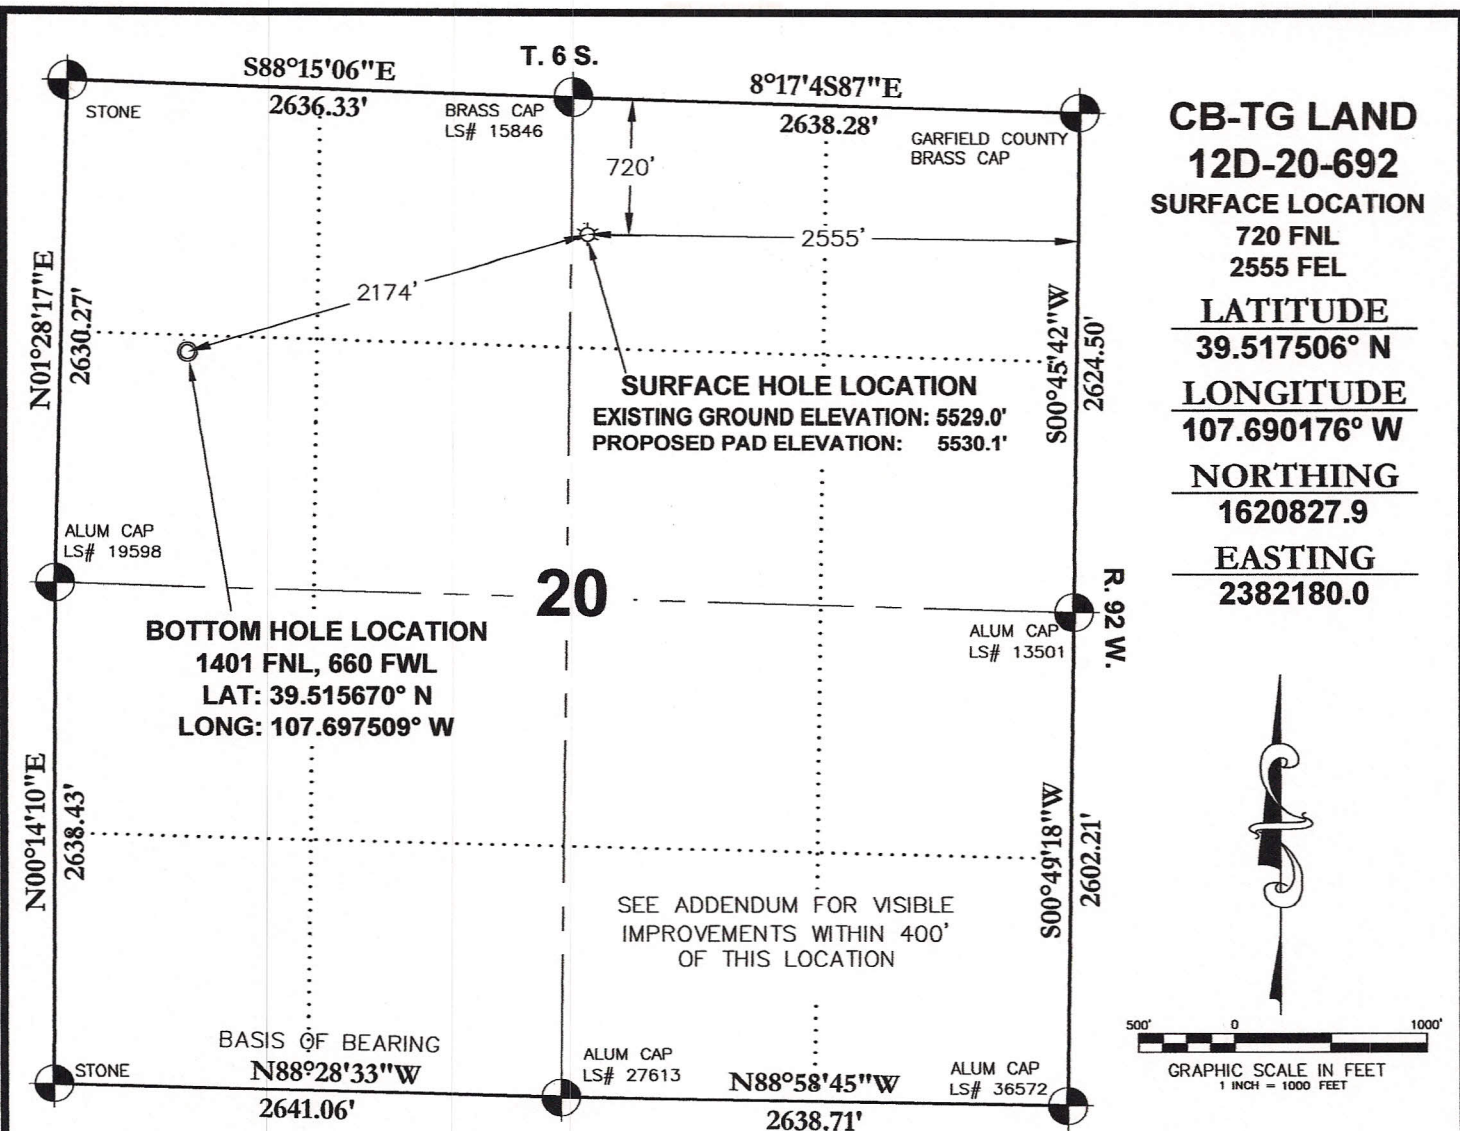 T. 6 S.
S88°15'06"E
2636.33'
8°17'4S87"E
2638.28'
STONE
BRASS CAP
LS# 15846
GARFIELD COUNTY
BRASS CAP
720'
2555'
2174'
N01°28'17"E
2630.27'
S00°45'42"W
2624.50'
SURFACE HOLE LOCATION
EXISTING GROUND ELEVATION: 5529.0'
PROPOSED PAD ELEVATION: 5530.1'
ALUM CAP
LS# 19598
20
R. 92 W.
ALUM CAP
LS# 13501
BOTTOM HOLE LOCATION
1401 FNL, 660 FWL
LAT: 39.515670° N
LONG: 107.697509° W
N00°14'10"E
2638.43'
S00°49'18"W
2602.21'
SEE ADDENDUM FOR VISIBLE
IMPROVEMENTS WITHIN 400'
OF THIS LOCATION
BASIS OF BEARING
N88°28'33"W
2641.06'
STONE
ALUM CAP
LS# 27613
N88°58'45"W
2638.71'
ALUM CAP
LS# 36572
CB-TG LAND
12D-20-692
SURFACE LOCATION
720 FNL
2555 FEL
LATITUDE
39.517506° N
LONGITUDE
107.690176° W
NORTHING
1620827.9
EASTING
2382180.0
500' 0 1000'
GRAPHIC SCALE IN FEET
1 INCH = 1000 FEET